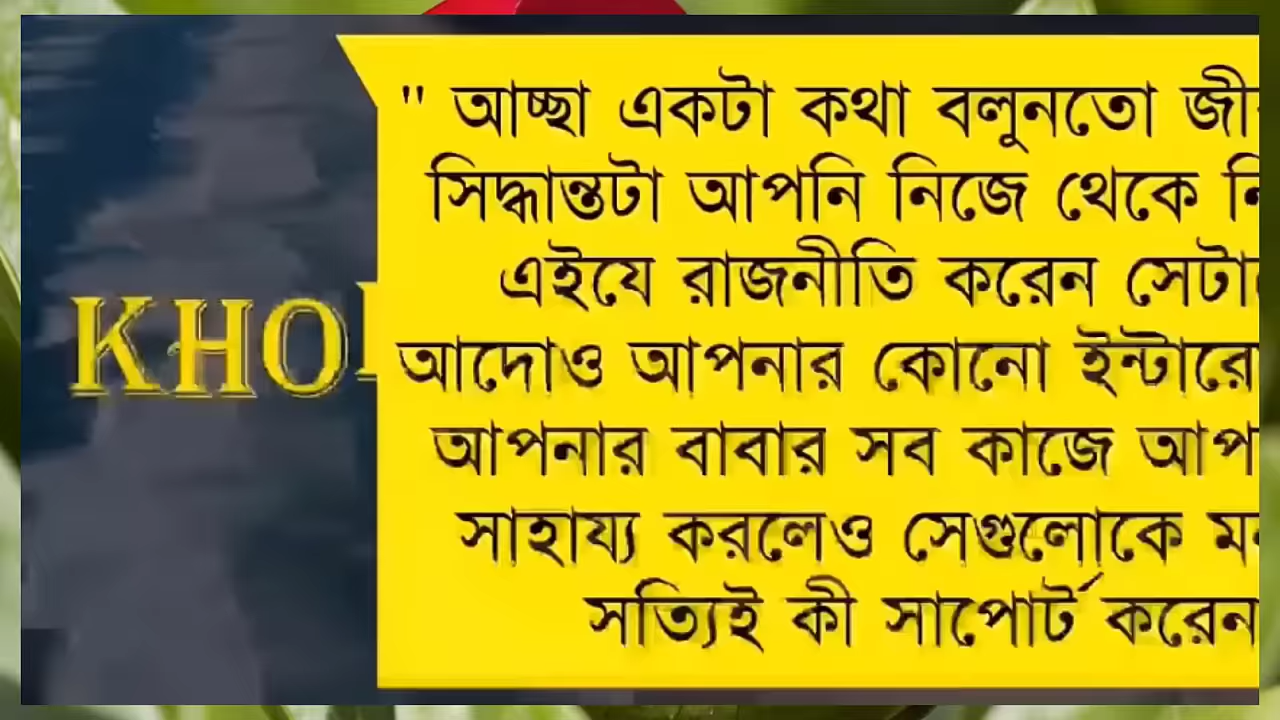 " আচ্ছা একটা কথা বলুনতো
সিদ্ধান্তটা আপনি নিজে থেকে
এইযে রাজনীতি করেন
আদোও আপনার কোনো
আপনার বাবার সব কাজে
সাহায্য করলেও সেগুলোকে
সত্যিই কী সাপোর্ট করেন
KHO